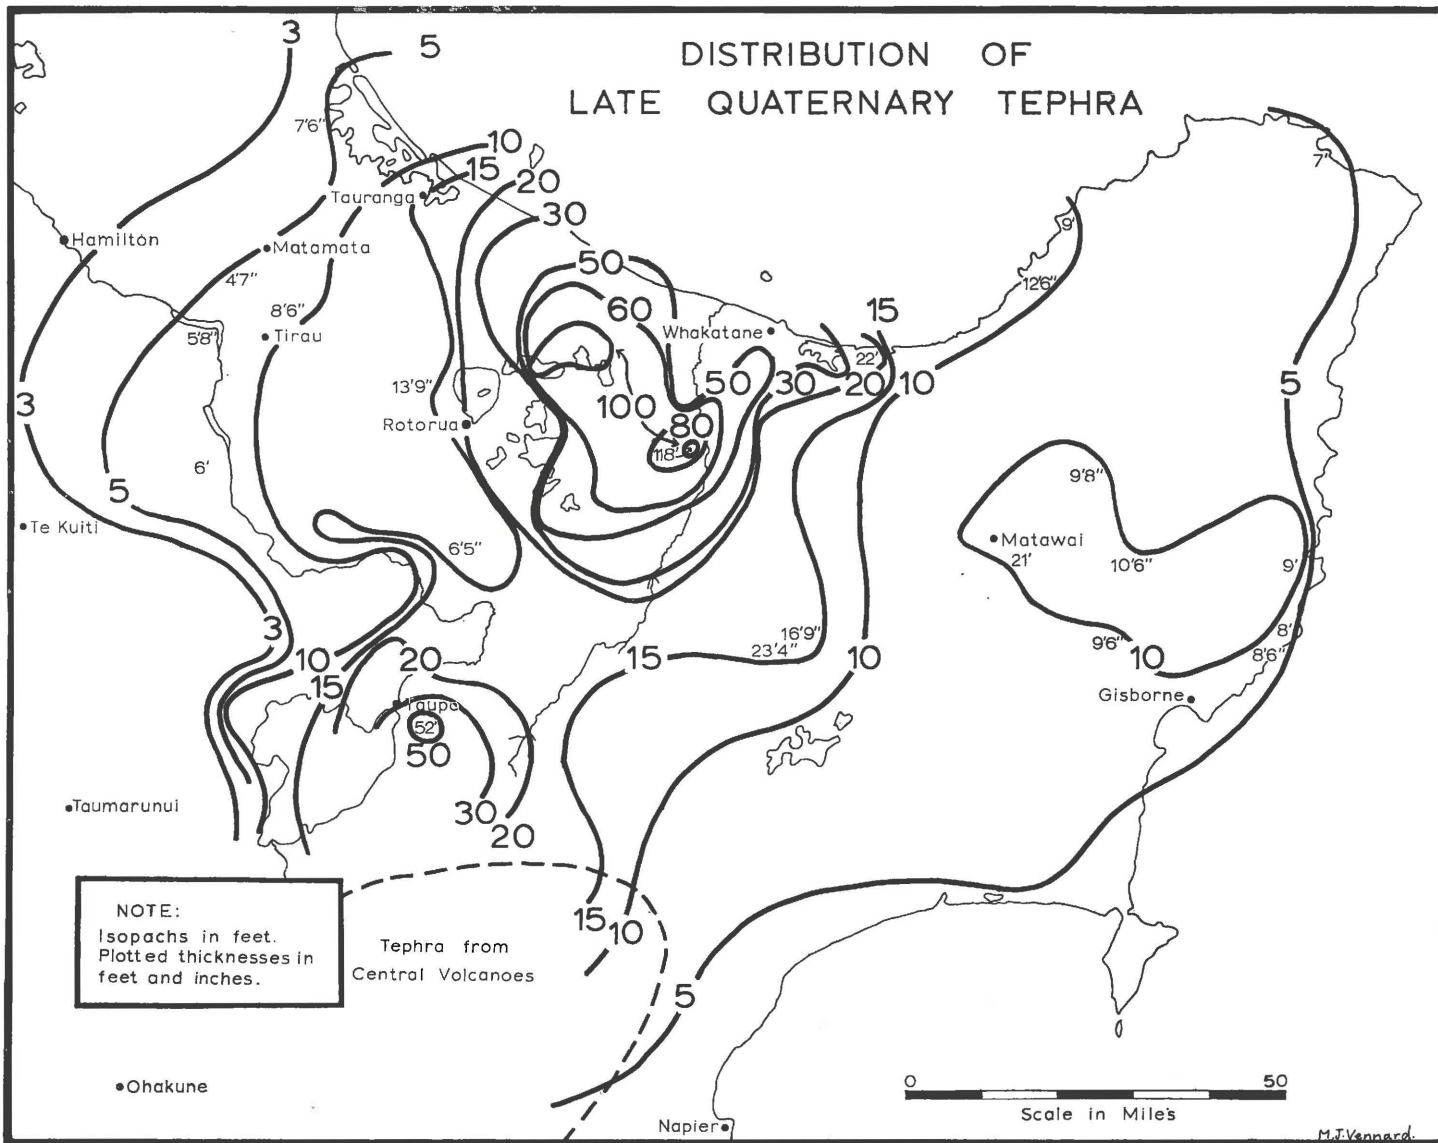 DISTRIBUTION OF
LATE QUATERNARY TEPHRA
3
5
7'6"
10
15
20
30
7"
Tauranga
Hamilton
Matamata
9'
4'7"
50
12'6"
8'6"
60
15
5'8"
Tirau
Whakatane
22'
3
13'9"
50
30
20
10
5
100
Rotorua
80
118'
6'
9'8"
5
Te Kuiti
6'5"
Matawai
21'
10'6"
9'
3
16'9"
8'
10
20
15
23'4"
10
9'6"
10
8'6"
15
Taupo
Gisborne
52'
50
Taumarunui
30
20
NOTE:
Isopachs in feet.
Plotted thicknesses in
feet and inches.
15
10
Tephra from
Central Volcanoes
5
Ohakune
0
50
Scale in Miles
Napier
M.J.Vennard.